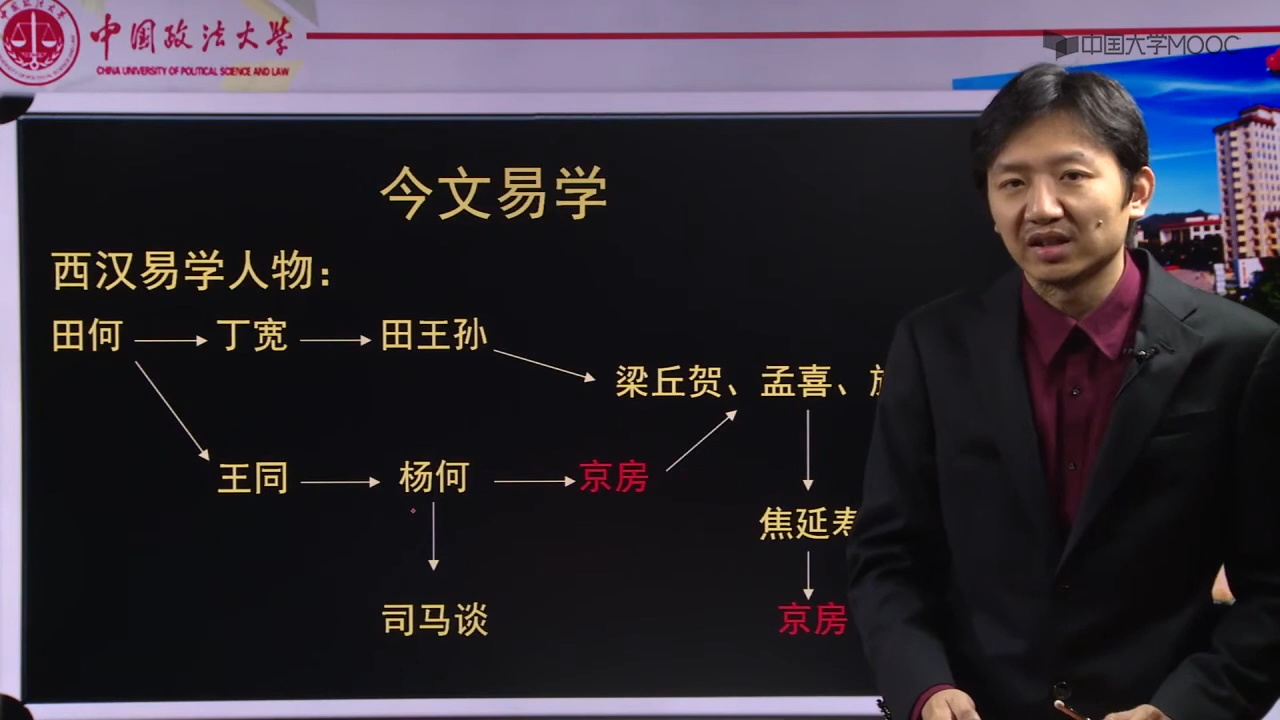 中国政法大学
CHINA UNIVERSITY OF POLITICAL SCIENCE AND LAW
中国大学MOOC
今文易学
西汉易学人物：
田何 丁宽 田王孙
梁丘贺、孟喜、
王同 杨何 京房
焦延寿
司马谈 京房